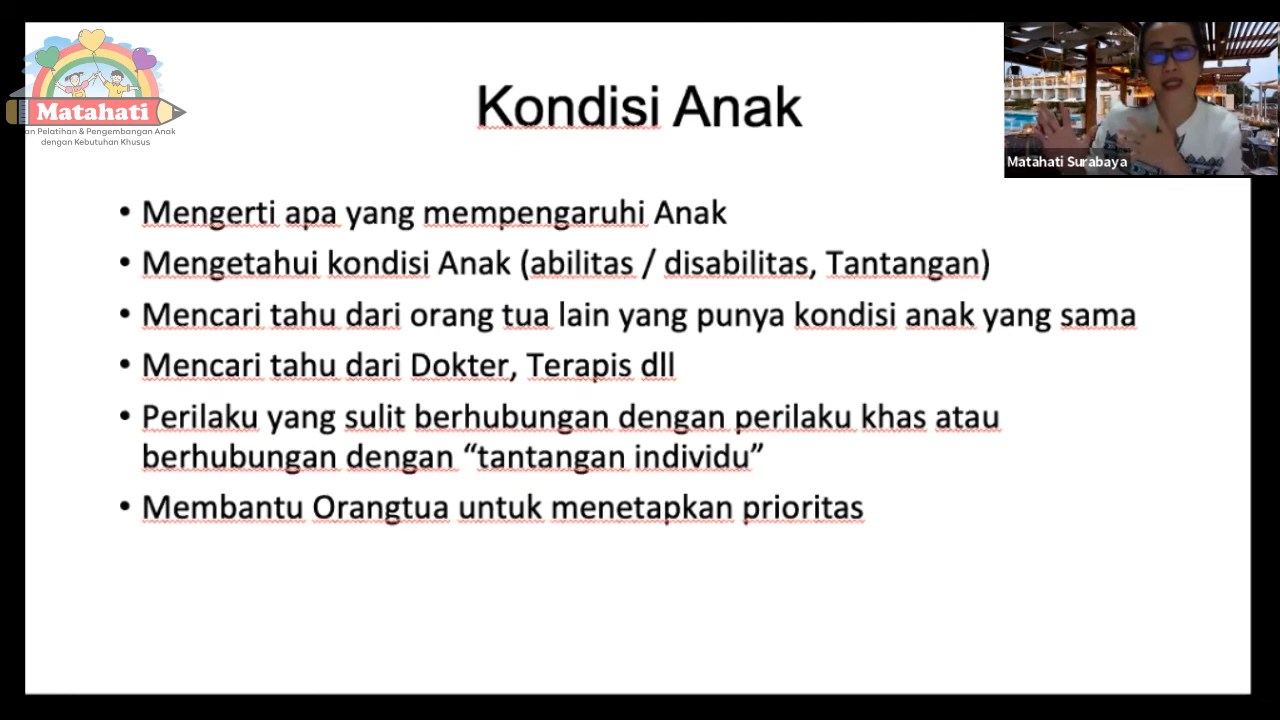 Matahati
an Pelatihan & Pengembangan Anak
dengan Kebutuhan Khusus
Kondisi Anak
Matahati Surabaya
• Mengerti apa yang mempengaruhi Anak
• Mengetahui kondisi Anak (abilitas / disabilitas, Tantangan)
• Mencari tahu dari orang tua lain yang punya kondisi anak yang sama
• Mencari tahu dari Dokter, Terapis dll
• Perilaku yang sulit berhubungan dengan perilaku khas atau
berhubungan dengan “tantangan individu”
• Membantu Orangtua untuk menetapkan prioritas